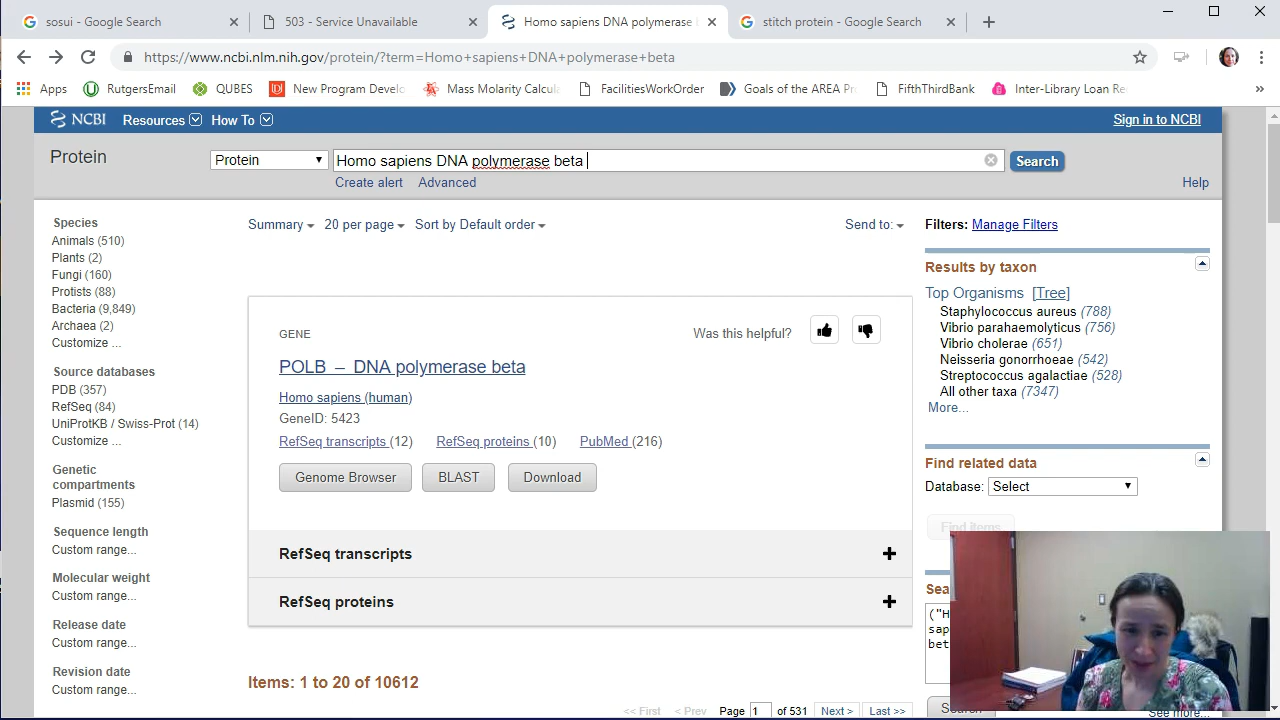 sosui - Google Search
503 - Service Unavailable
Homo sapiens DNA polymerase
stitch protein - Google Search
https://www.ncbi.nlm.nih.gov/protein/?term=Homo+sapiens+DNA+polymerase+beta
Apps
RutgersEmail
QUBES
New Program Develo
Mass Molarity Calcula
FacilitiesWorkOrder
Goals of the AREA Pr
FifthThirdBank
Inter-Library Loan Re
»
NCBI Resources How To Sign in to NCBI
Protein
Protein
Homo sapiens DNA polymerase beta
Search
Create alert Advanced Help
Species
Animals (510)
Plants (2)
Fungi (160)
Protists (88)
Bacteria (9,849)
Archaea (2)
Customize ...
Source databases
PDB (357)
RefSeq (84)
UniProtKB / Swiss-Prot (14)
Customize ...
Genetic
compartments
Plasmid (155)
Sequence length
Custom range...
Molecular weight
Custom range...
Release date
Custom range...
Revision date
Custom range...
Summary 20 per page Sort by Default order Send to:
GENE
Was this helpful?
POLB – DNA polymerase beta
Homo sapiens (human)
GeneID: 5423
RefSeq transcripts (12) RefSeq proteins (10) PubMed (216)
Genome Browser BLAST Download
RefSeq transcripts
RefSeq proteins
Items: 1 to 20 of 10612
<< First < Prev Page 1 of 531 Next > Last >>
Filters: Manage Filters
Results by taxon
Top Organisms [Tree]
Staphylococcus aureus (788)
Vibrio parahaemolyticus (756)
Vibrio cholerae (651)
Neisseria gonorrhoeae (542)
Streptococcus agalactiae (528)
All other taxa (7347)
More...
Find related data
Database: Select
Find items
Sea
("H
sap
bet
Search
See more...